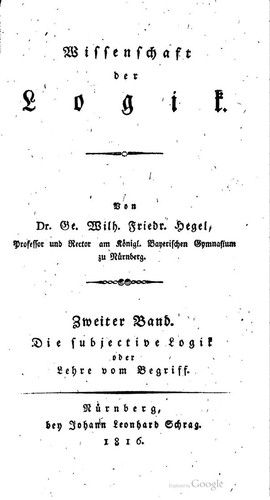 Wissenschaft
der
Logik.
Von
Dr. Ge. Wilh. Friedr. Hegel,
Professor und Rector am Königl. Bayerischen Gymnasium
zu Nürnberg.
Zweiter Band.
Die subjective Logik
oder
Lehre vom Begriff.
Nürnberg,
bey Johann Leonhard Schrag.
1816.
Digitized by Google